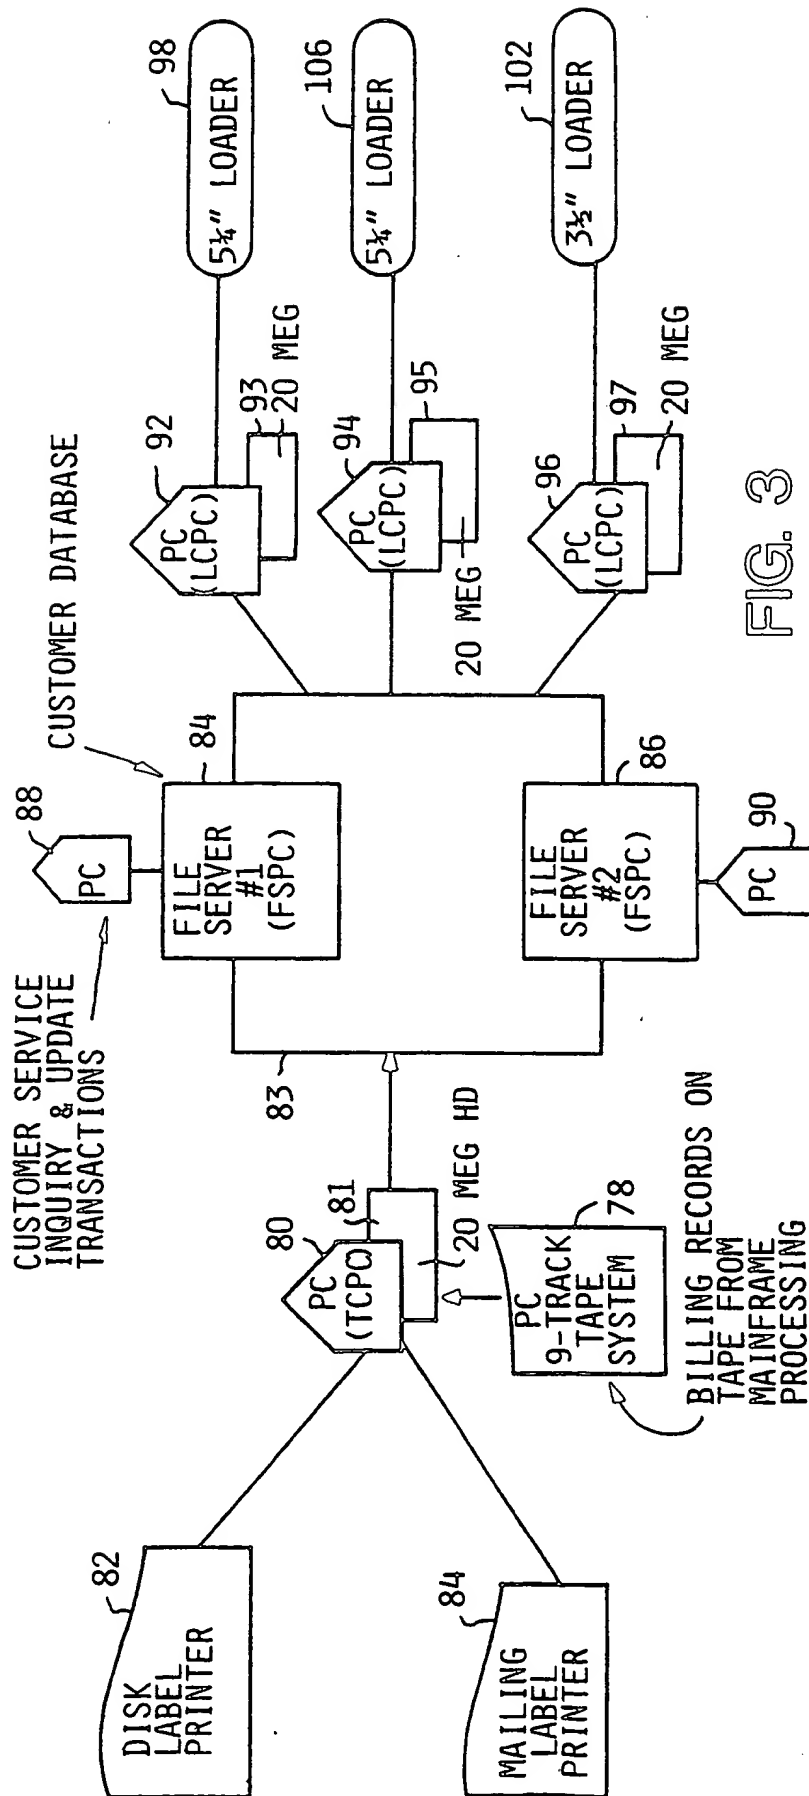 DISK
LABEL
PRINTER
82
MAILING
LABEL
PRINTER
84
PC
(TCPC)
80
81
20 MEG HD
PC
9-TRACK
TAPE
SYSTEM
78
BILLING RECORDS ON
TAPE FROM
MAINFRAME
PROCESSING
83
CUSTOMER SERVICE
INQUIRY & UPDATE
TRANSACTIONS
PC
88
CUSTOMER DATABASE
FILE
SERVER
#1
(FSPC)
84
FILE
SERVER
#2
(FSPC)
86
PC
90
PC
(LCPC)
92
93
20 MEG
PC
(LCPC)
94
95
20 MEG
PC
(LCPC)
96
97
20 MEG
5¼" LOADER
98
5¼" LOADER
106
3½" LOADER
102
FIG. 3